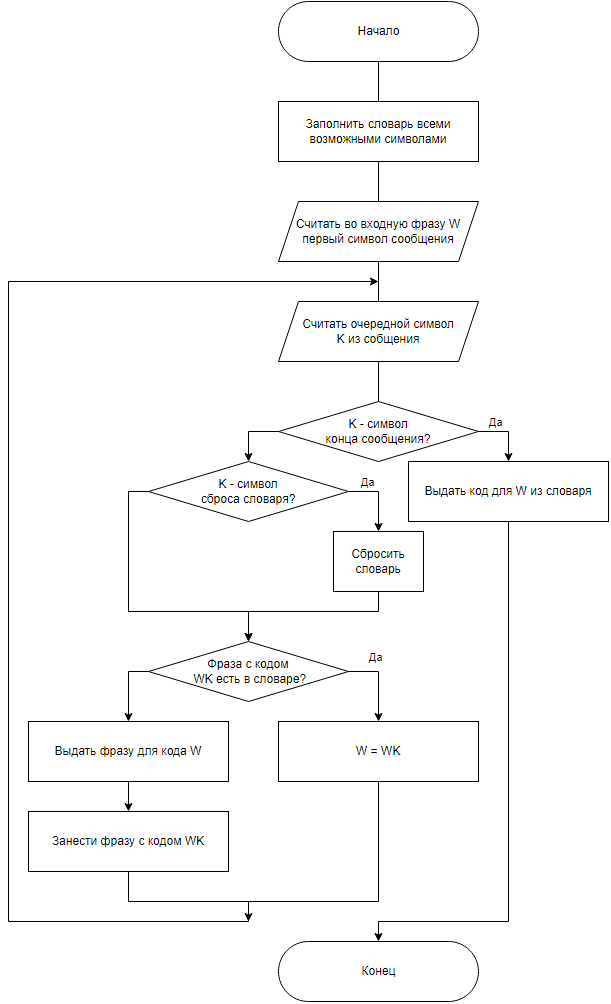 Начало
Заполнить словарь всеми
возможными символами
Считать во входную фразу W
первый символ сообщения
Считать очередной символ
K из собщения
K - символ
конца сообщения?
Да
K - символ
сброса словаря?
Да
Выдать код для W из словаря
Сбросить
словарь
Фраза с кодом
WK есть в словаре?
Да
Выдать фразу для кода W
W = WK
Занести фразу с кодом WK
Конец